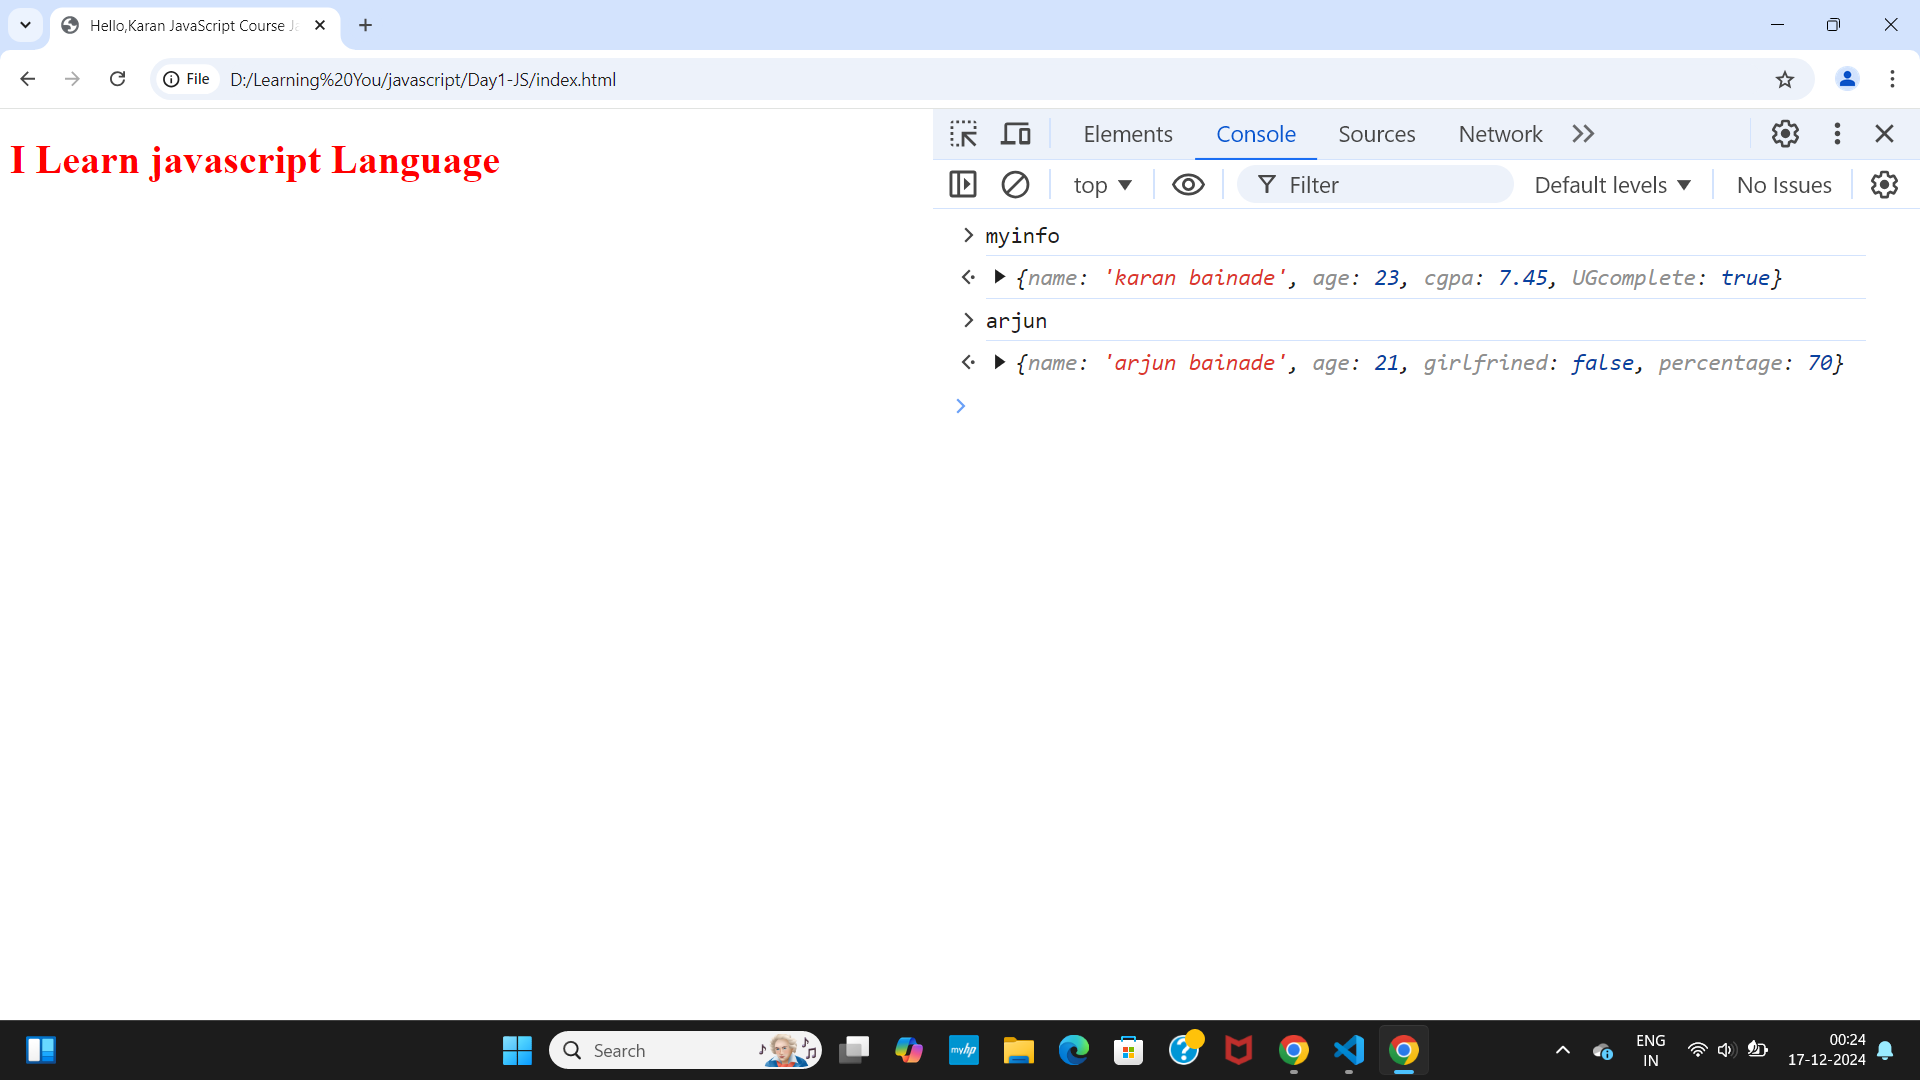 Hello,Karan JavaScript Course Ja
File
D:/Learning%20You/javascript/Day1-JS/index.html
I Learn javascript Language
Elements Console Sources Network
top Filter Default levels No Issues
myinfo
{name: 'karan bainade', age: 23, cgpa: 7.45, UGcomplete: true}
arjun
{name: 'arjun bainade', age: 21, girlfrined: false, percentage: 70}
Search
myhp
ENG
IN
00:24
17-12-2024